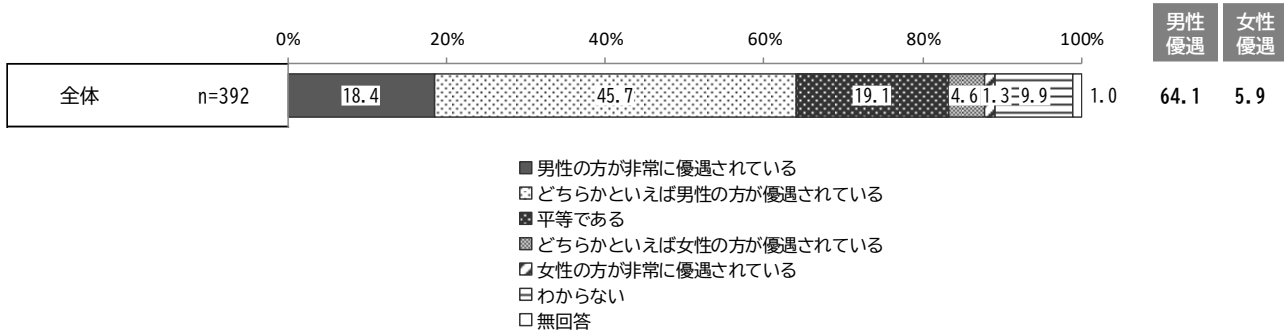 0% 20% 40% 60% 80% 100%
男性優遇 女性優遇
全体 n=392 18.4 45.7 19.1 4.6 1.3 9.9 1.0 64.1 5.9
男性の方が非常に優遇されている
どちらかといえば男性の方が優遇されている
平等である
どちらかといえば女性の方が優遇されている
女性の方が非常に優遇されている
わからない
無回答